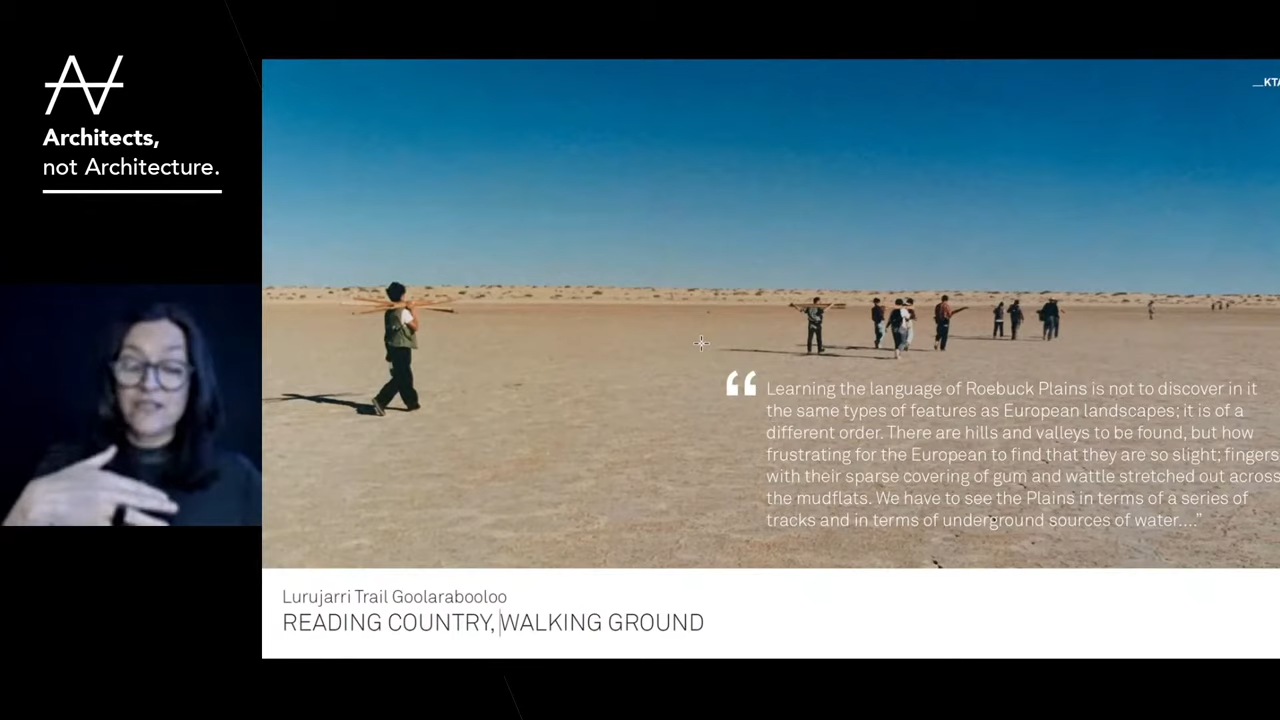 Architects,
not Architecture.
__KTA
“Learning the language of Roebuck Plains is not to discover in it
the same types of features as European landscapes; it is of a
different order. There are hills and valleys to be found, but how
frustrating for the European to find that they are so slight; fingers
with their sparse covering of gum and wattle stretched out across
the mudflats. We have to see the Plains in terms of a series of
tracks and in terms of underground sources of water....”
Lurujarri Trail Goolarabooloo
READING COUNTRY, WALKING GROUND